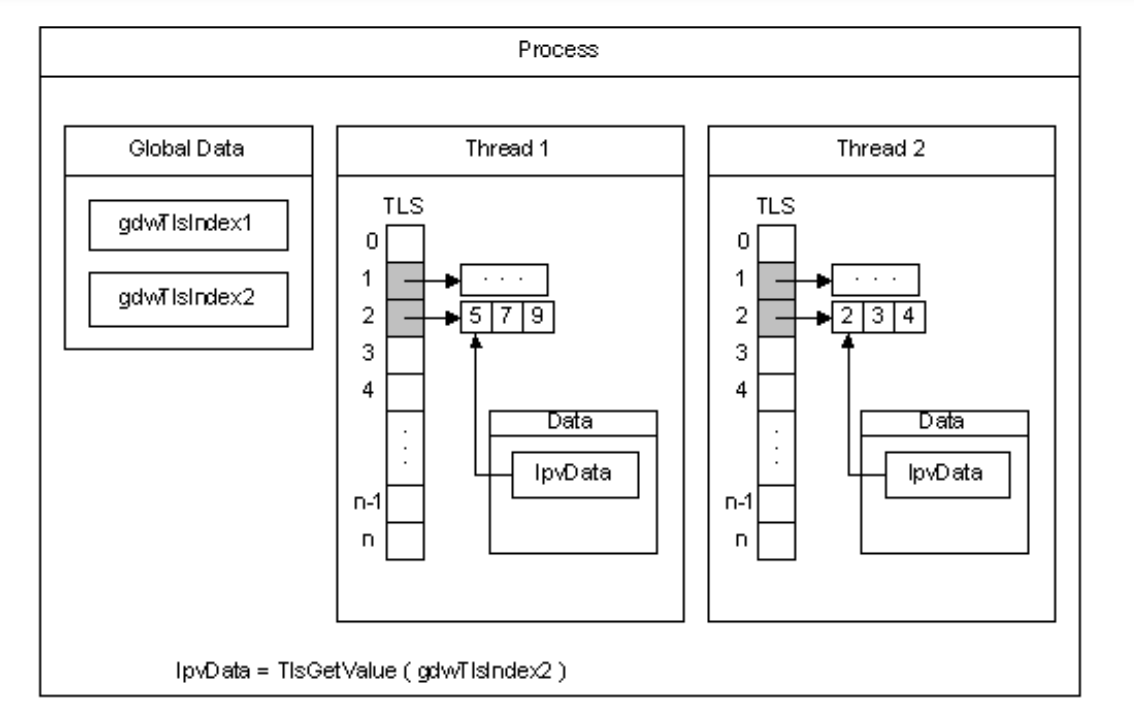 Process
Global Data
gdwTlsIndex1
gdwTlsIndex2
Thread 1
TLS
0
1
. . .
2
5 7 9
3
4
Data
lpvData
.
.
.
n-1
n
Thread 2
TLS
0
1
. . .
2
2 3 4
3
4
Data
lpvData
.
.
.
n-1
n
lpvData = TlsGetValue ( gdwTlsIndex2 )